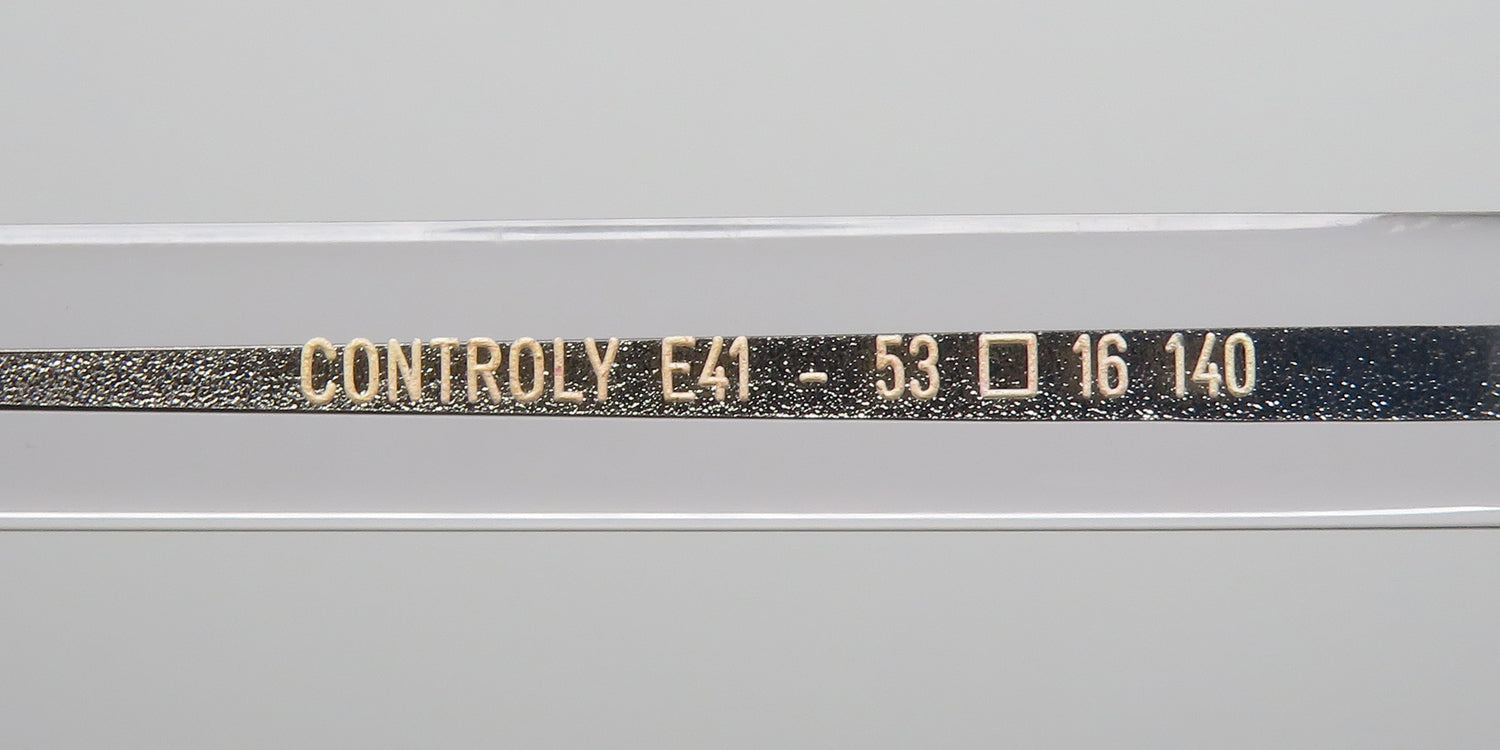 CONTROLY E41 - 53 □ 16 140